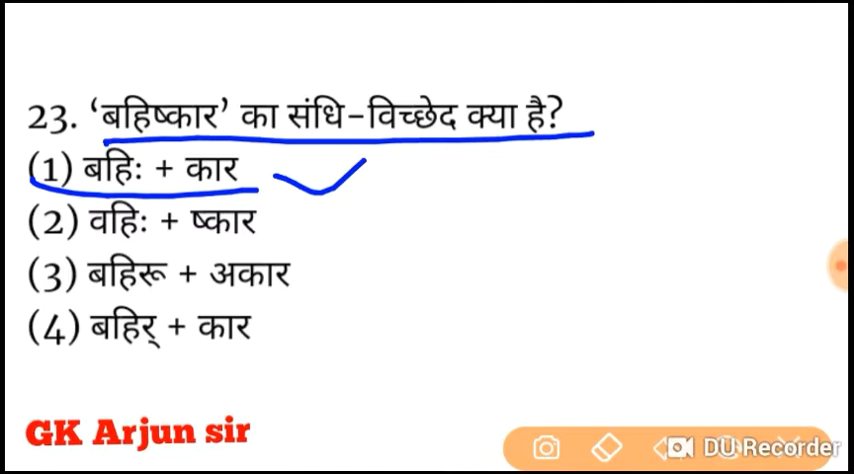 23. ‘बहिष्कार’ का संधि-विच्छेद क्या है?
(1) बहिः + कार
(2) वहिः + ष्कार
(3) बहिरू + अकार
(4) बहिर् + कार
GK Arjun sir
DU Recorder